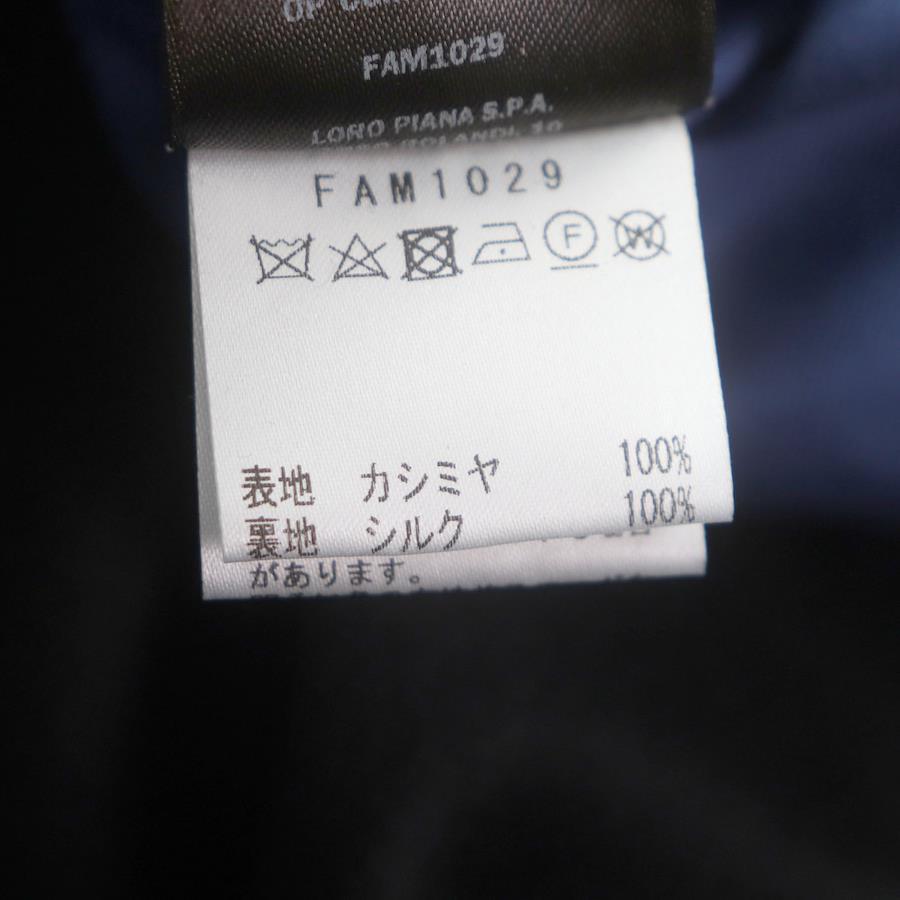 OP
FAM1029
LORO PIANA S.P.A.
FAM1029
F W
表地 カシミヤ 100%
裏地 シルク 100%
があります。